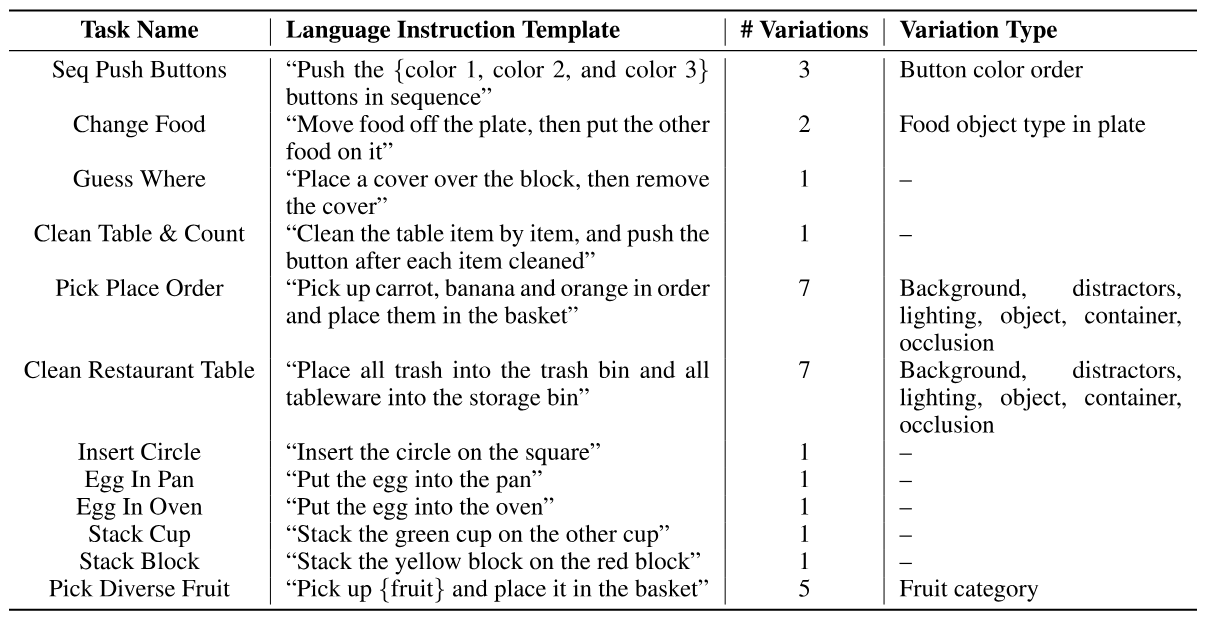 Task Name Language Instruction Template # Variations Variation Type
Seq Push Buttons “Push the {color 1, color 2, and color 3} 3 Button color order
buttons in sequence”
Change Food “Move food off the plate, then put the other 2 Food object type in plate
food on it”
Guess Where “Place a cover over the block, then remove 1 –
the cover”
Clean Table & Count “Clean the table item by item, and push the 1 –
button after each item cleaned”
Pick Place Order “Pick up carrot, banana and orange in order 7 Background, distractors,
and place them in the basket” lighting, object, container,
occlusion
Clean Restaurant Table “Place all trash into the trash bin and all 7 Background, distractors,
tableware into the storage bin” lighting, object, container,
occlusion
Insert Circle “Insert the circle on the square” 1 –
Egg In Pan “Put the egg into the pan” 1 –
Egg In Oven “Put the egg into the oven” 1 –
Stack Cup “Stack the green cup on the other cup” 1 –
Stack Block “Stack the yellow block on the red block” 1 –
Pick Diverse Fruit “Pick up {fruit} and place it in the basket” 5 Fruit category